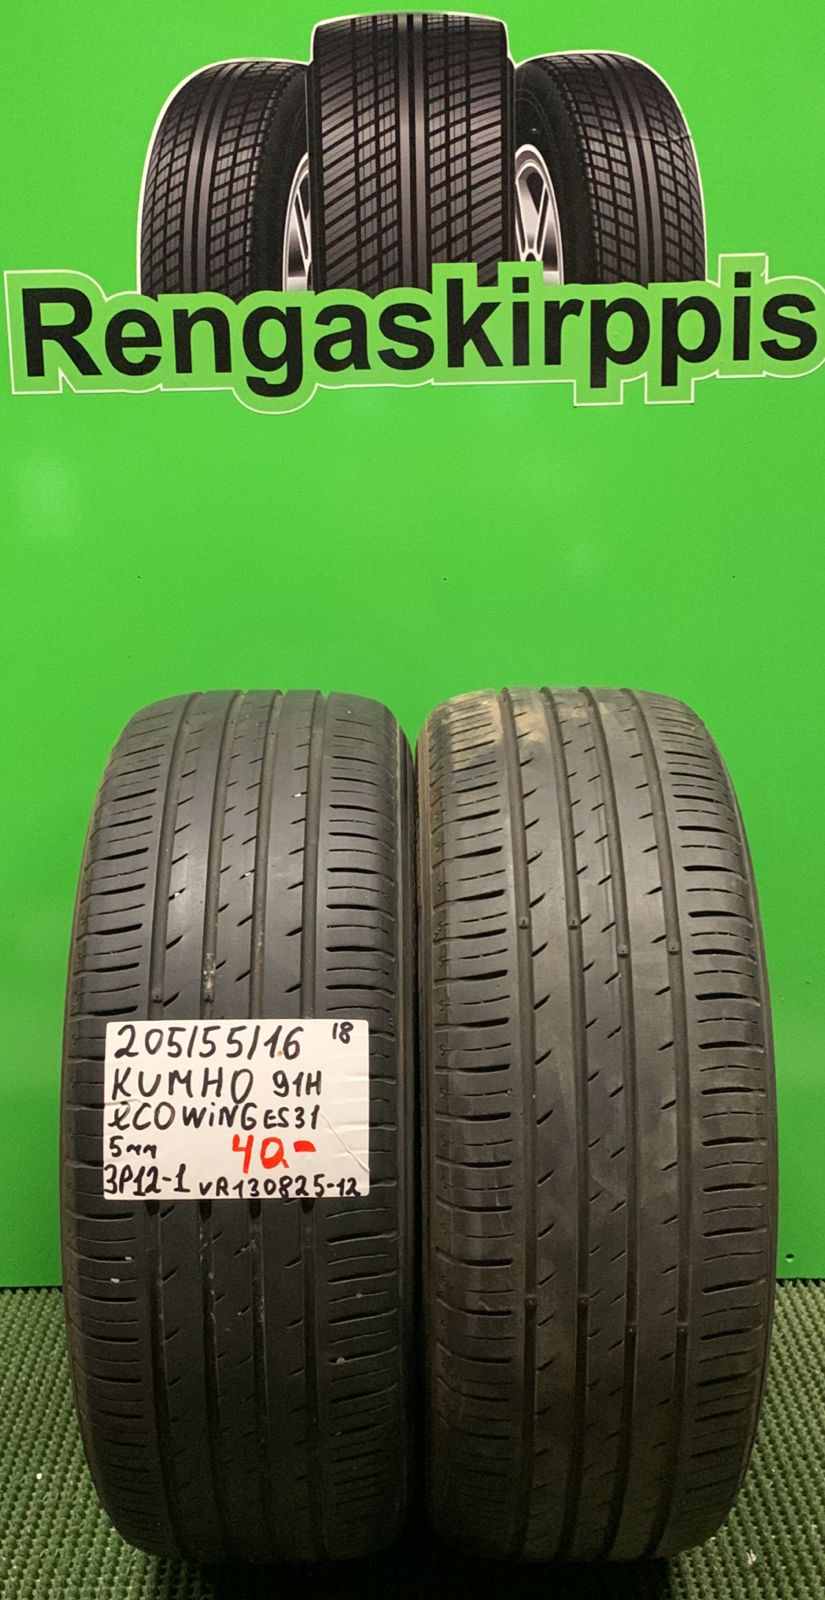 Rengaskirppis
205/55/16 18
KUMHO 91H
eCOWiNG ES31
5mm 40.-
3P12-1 VR130825-12